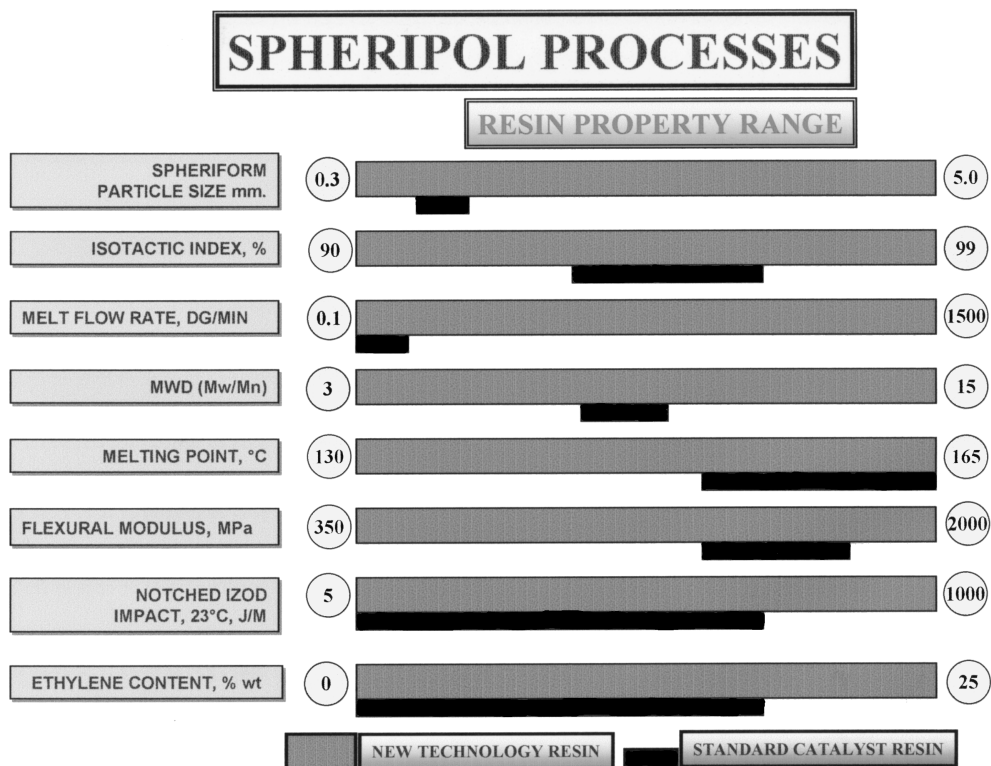 SPHERIPOL PROCESSES
RESIN PROPERTY RANGE
SPHERIFORM
PARTICLE SIZE mm.
0.3
5.0
ISOTACTIC INDEX, %
90
99
MELT FLOW RATE, DG/MIN
0.1
1500
MWD (Mw/Mn)
3
15
MELTING POINT, °C
130
165
FLEXURAL MODULUS, MPa
350
2000
NOTCHED IZOD
IMPACT, 23°C, J/M
5
1000
ETHYLENE CONTENT, % wt
0
25
NEW TECHNOLOGY RESIN
STANDARD CATALYST RESIN